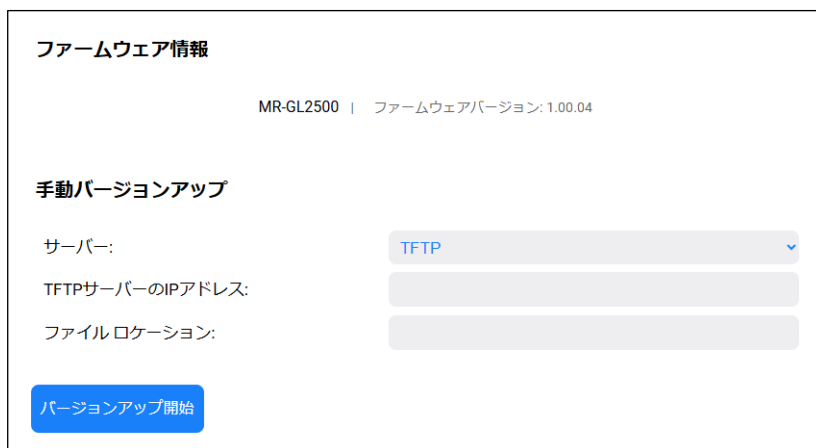 ファームウェア情報
MR-GL2500 | ファームウェアバージョン: 1.00.04
手動バージョンアップ
サーバー: TFTP
TFTPサーバーのIPアドレス:
ファイル ロケーション:
バージョンアップ開始